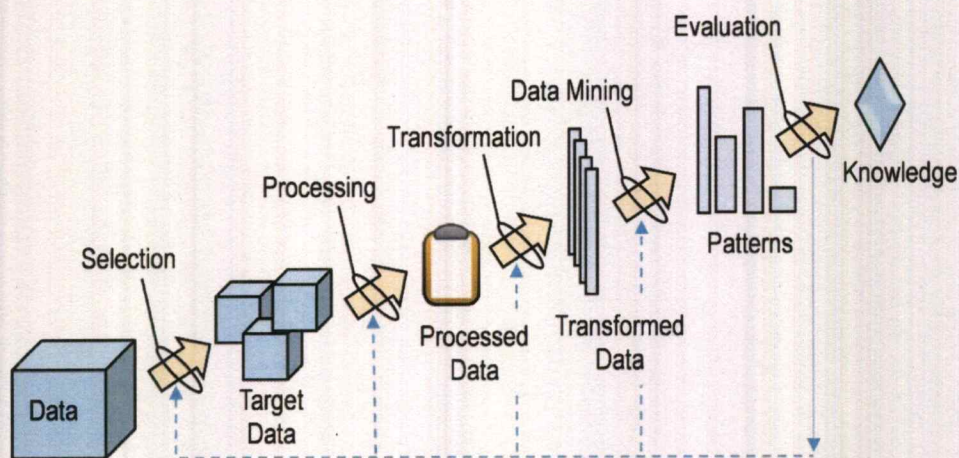 Evaluation
Data Mining
Transformation
Knowledge
Processing
Patterns
Selection
Processed
Data
Transformed
Data
Target
Data
Data